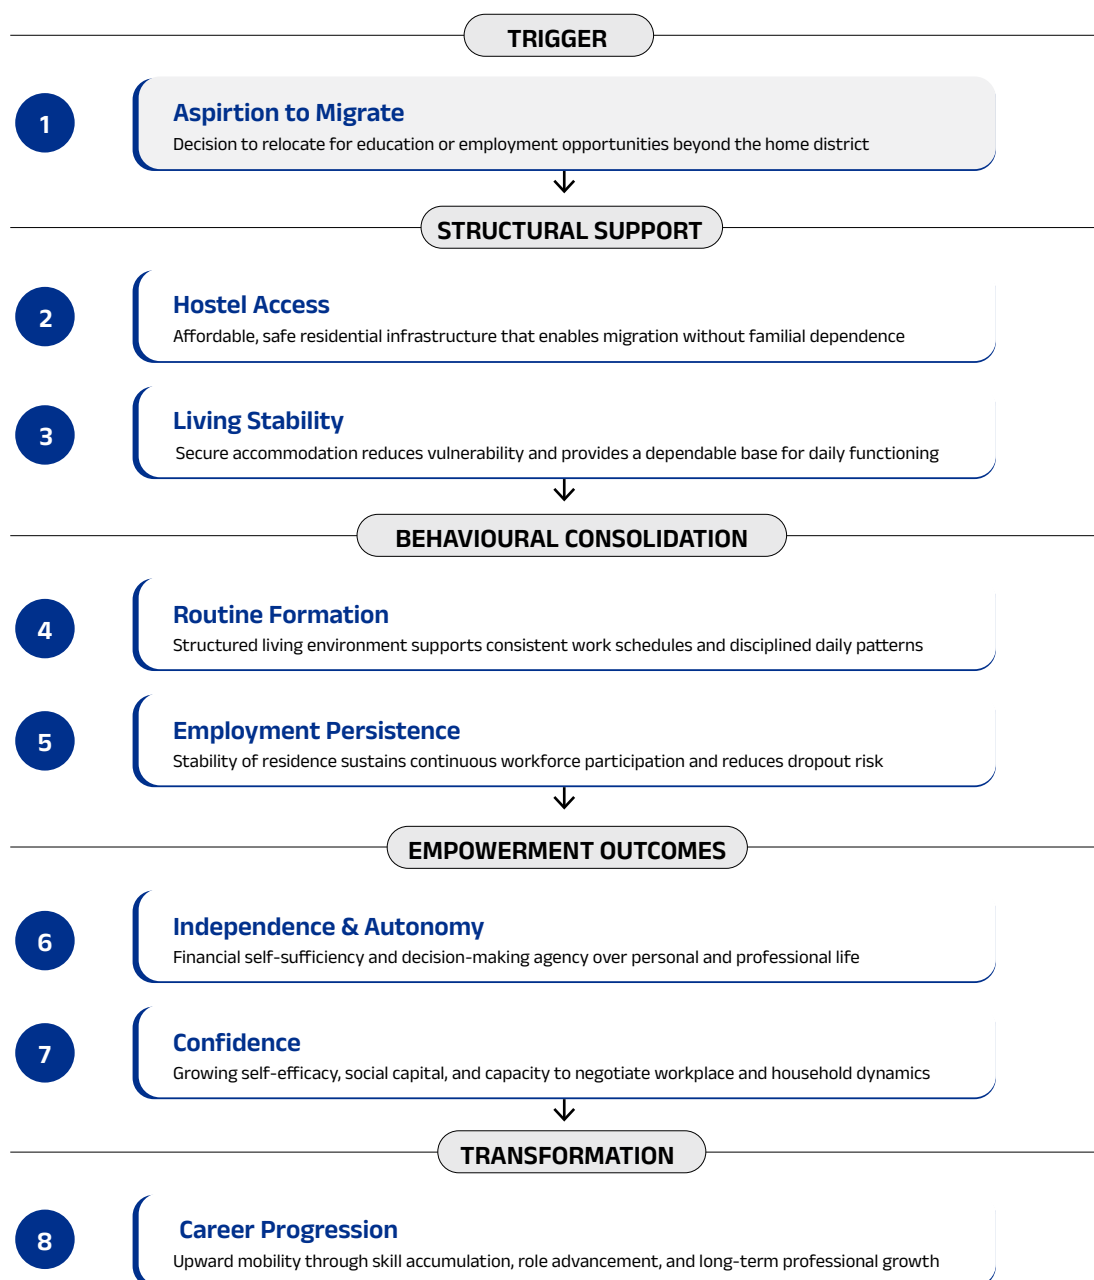 TRIGGER
1
Aspirtion to Migrate
Decision to relocate for education or employment opportunities beyond the home district
STRUCTURAL SUPPORT
2
Hostel Access
Affordable, safe residential infrastructure that enables migration without familial dependence
3
Living Stability
Secure accommodation reduces vulnerability and provides a dependable base for daily functioning
BEHAVIOURAL CONSOLIDATION
4
Routine Formation
Structured living environment supports consistent work schedules and disciplined daily patterns
5
Employment Persistence
Stability of residence sustains continuous workforce participation and reduces dropout risk
EMPOWERMENT OUTCOMES
6
Independence & Autonomy
Financial self-sufficiency and decision-making agency over personal and professional life
7
Confidence
Growing self-efficacy, social capital, and capacity to negotiate workplace and household dynamics
TRANSFORMATION
8
Career Progression
Upward mobility through skill accumulation, role advancement, and long-term professional growth